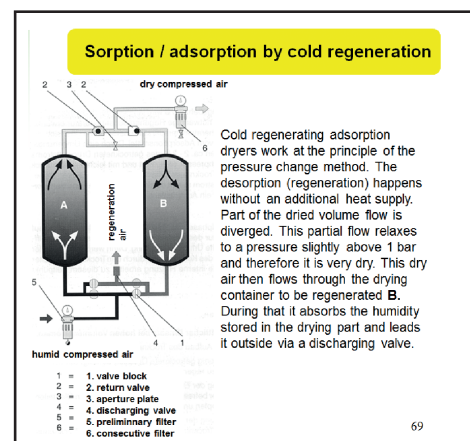 Sorption / adsorption by cold regeneration
dry compressed air
2 3 2
6
A
B
regeneration
air
5
4 1
humid compressed air
1 = 1. valve block
2 = 2. return valve
3 = 3. aperture plate
4 = 4. discharging valve
5 = 5. preliminnary filter
6 = 6. consecutive filter
Cold regenerating adsorption
dryers work at the principle of the
pressure change method. The
desorption (regeneration) happens
without an additional heat supply.
Part of the dried volume flow is
diverged. This partial flow relaxes
to a pressure slightly above 1 bar
and therefore it is very dry. This dry
air then flows through the drying
container to be regenerated B.
During that it absorbs the humidity
stored in the drying part and leads
it outside via a discharging valve.
69